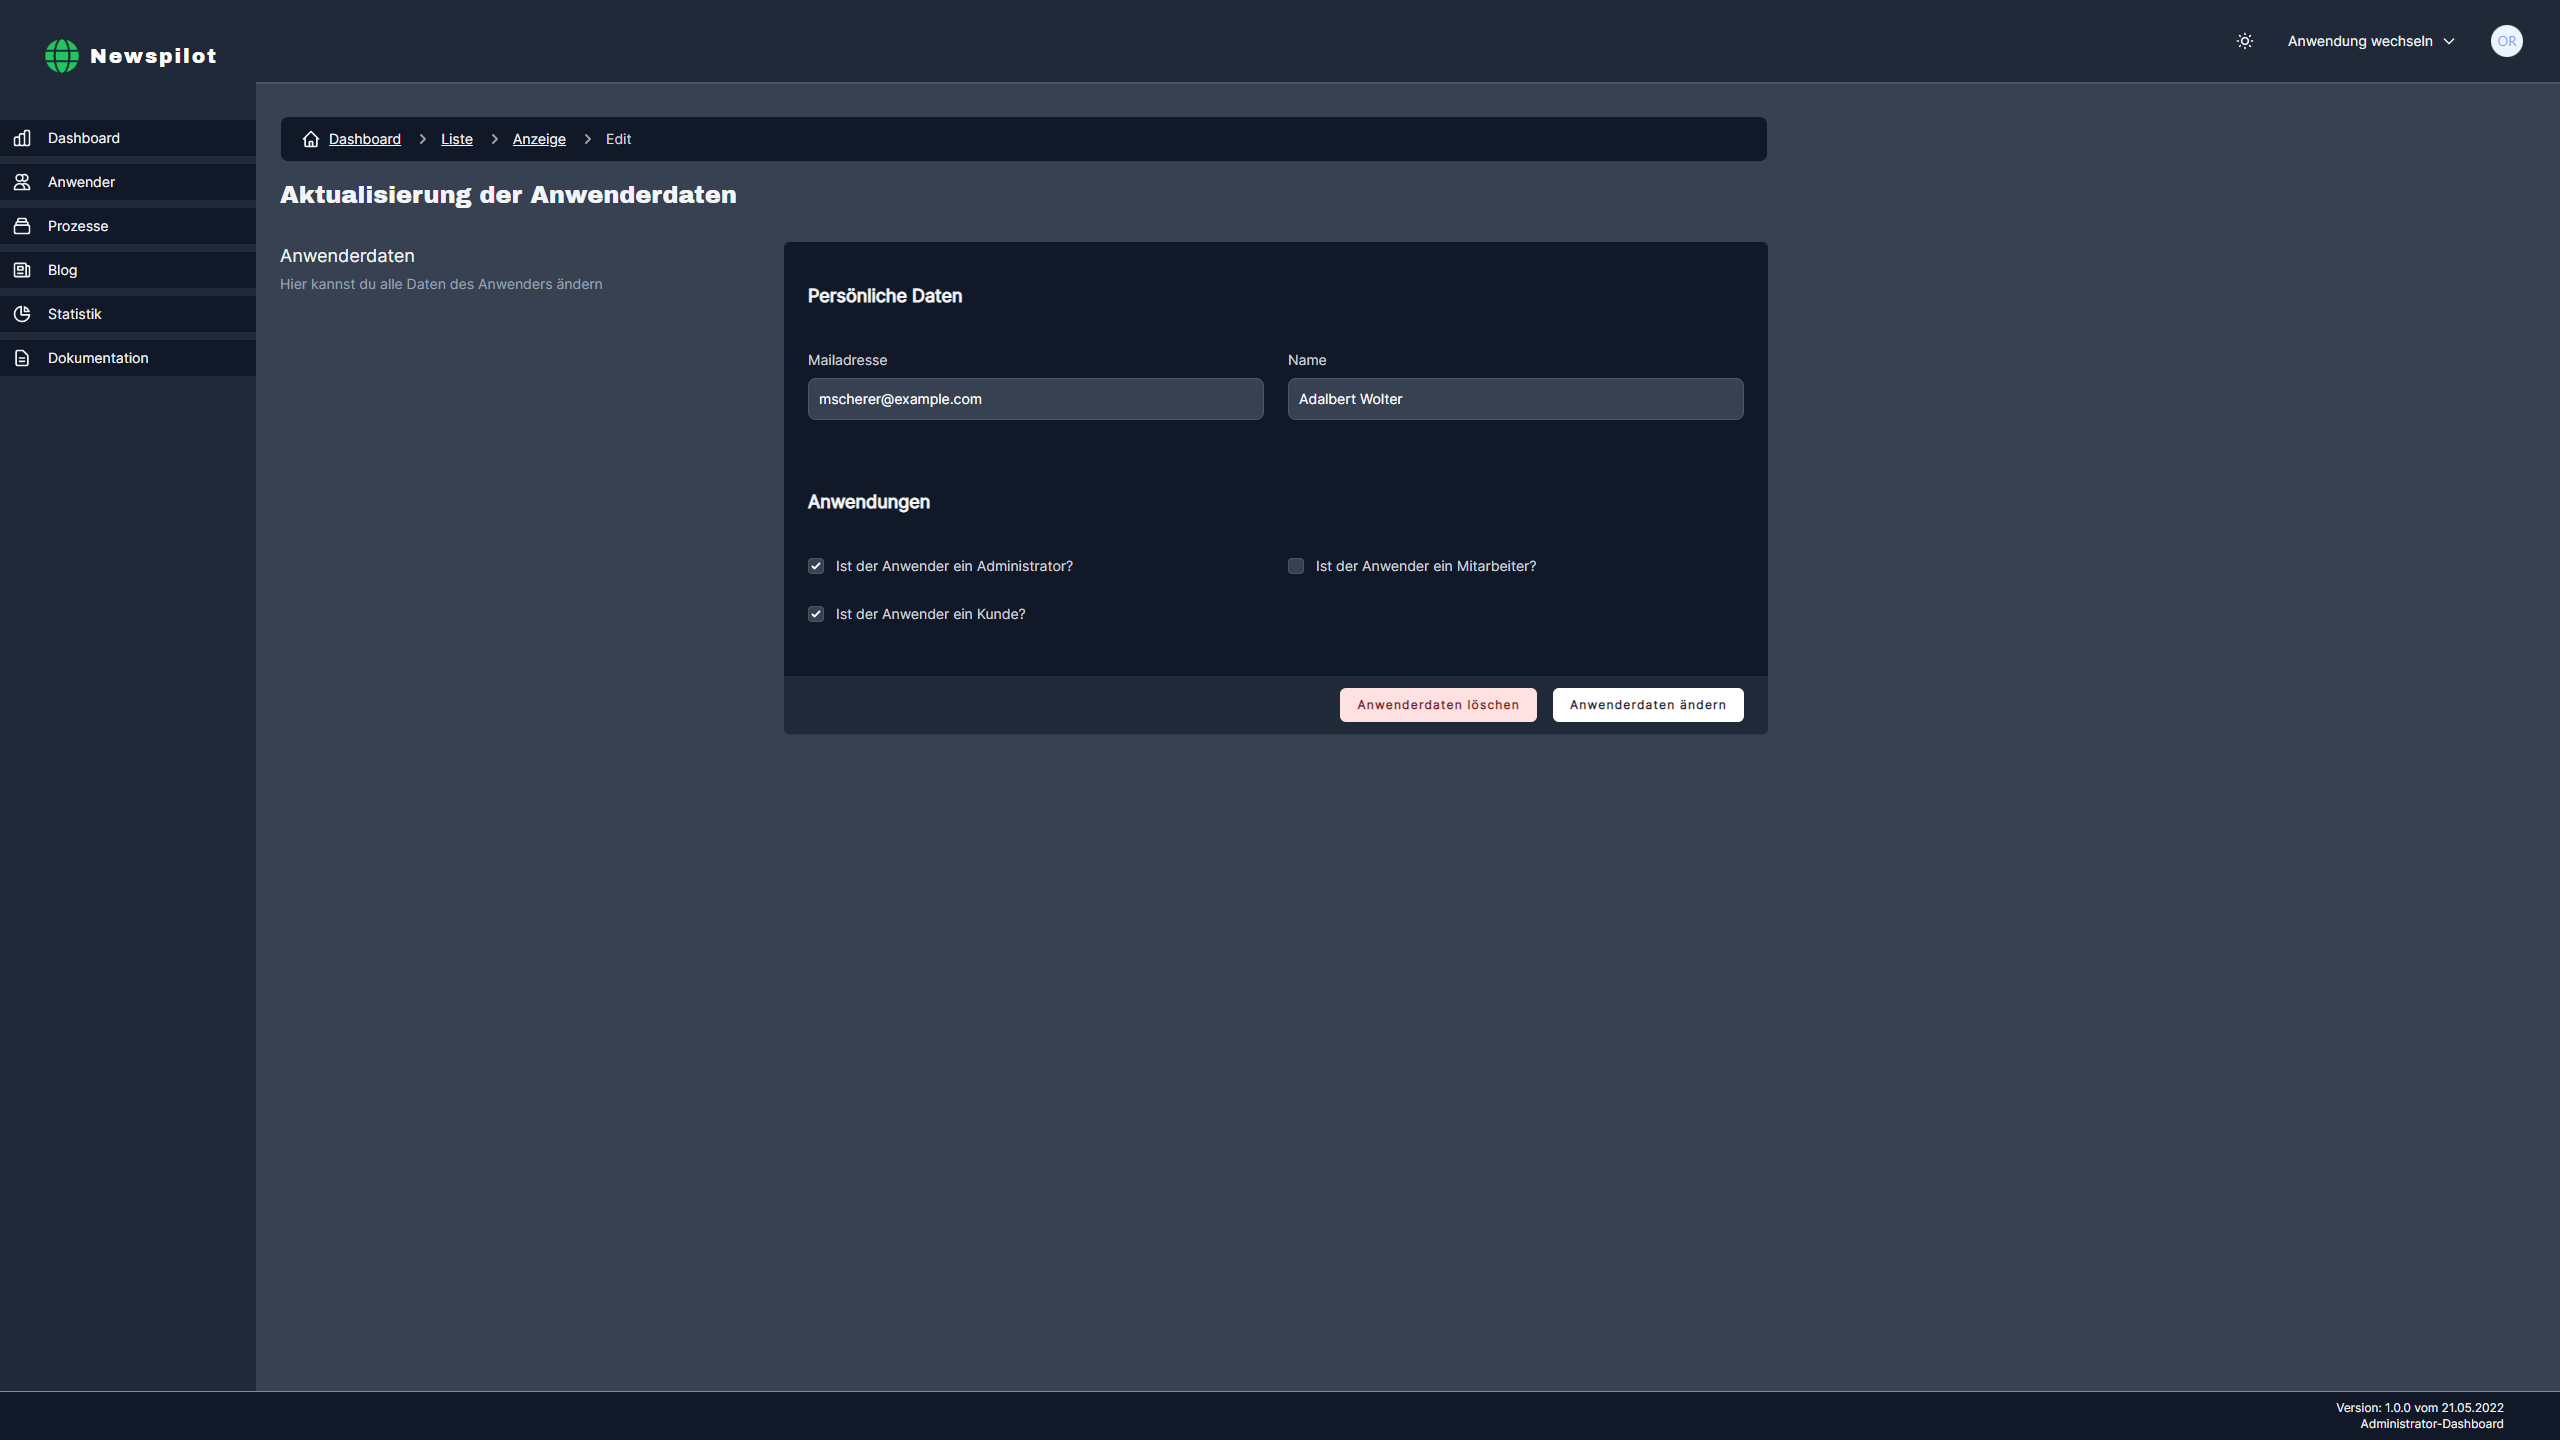 Newspilot
Anwendung wechseln
OR
Dashboard
Anwender
Prozesse
Blog
Statistik
Dokumentation
Dashboard > Liste > Anzeige > Edit
Aktualisierung der Anwenderdaten
Anwenderdaten
Hier kannst du alle Daten des Anwenders ändern
Persönliche Daten
Mailadresse
mscherer@example.com
Name
Adalbert Wolter
Anwendungen
Ist der Anwender ein Administrator?
Ist der Anwender ein Mitarbeiter?
Ist der Anwender ein Kunde?
Anwenderdaten löschen
Anwenderdaten ändern
Version: 1.0.0 vom 21.05.2022
Administrator-Dashboard